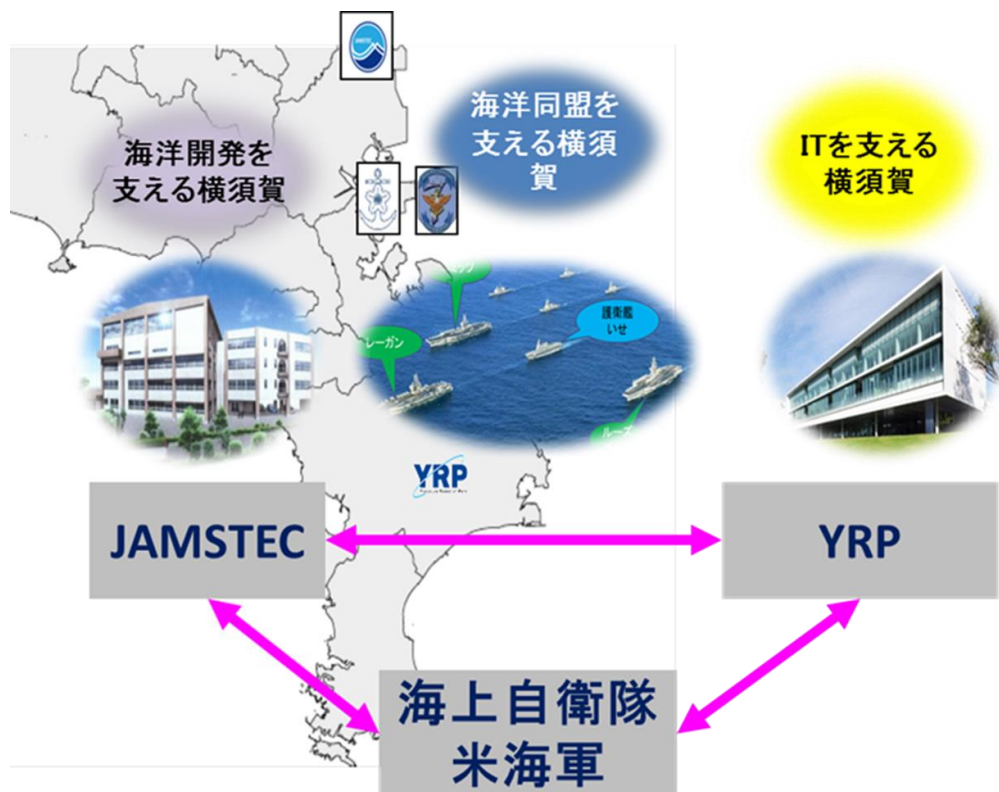 JAMSTEC
海洋開発を
支える横須賀
海洋同盟を
支える横須
賀
ITを支える
横須賀
レーガン
護衛艦
いせ
YRP
JAMSTEC
YRP
海上自衛隊
米海軍